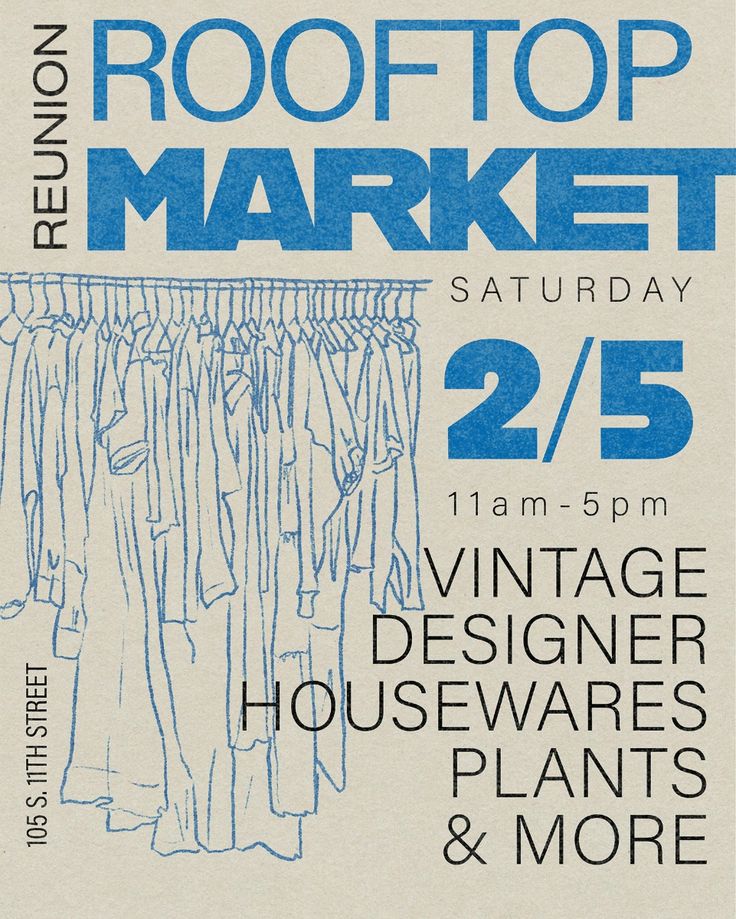 REUNION
ROOFTOP
MARKET
SATURDAY
2/5
11am-5pm
VINTAGE
DESIGNER
HOUSEWARES
PLANTS
& MORE
105 S. 11TH STREET